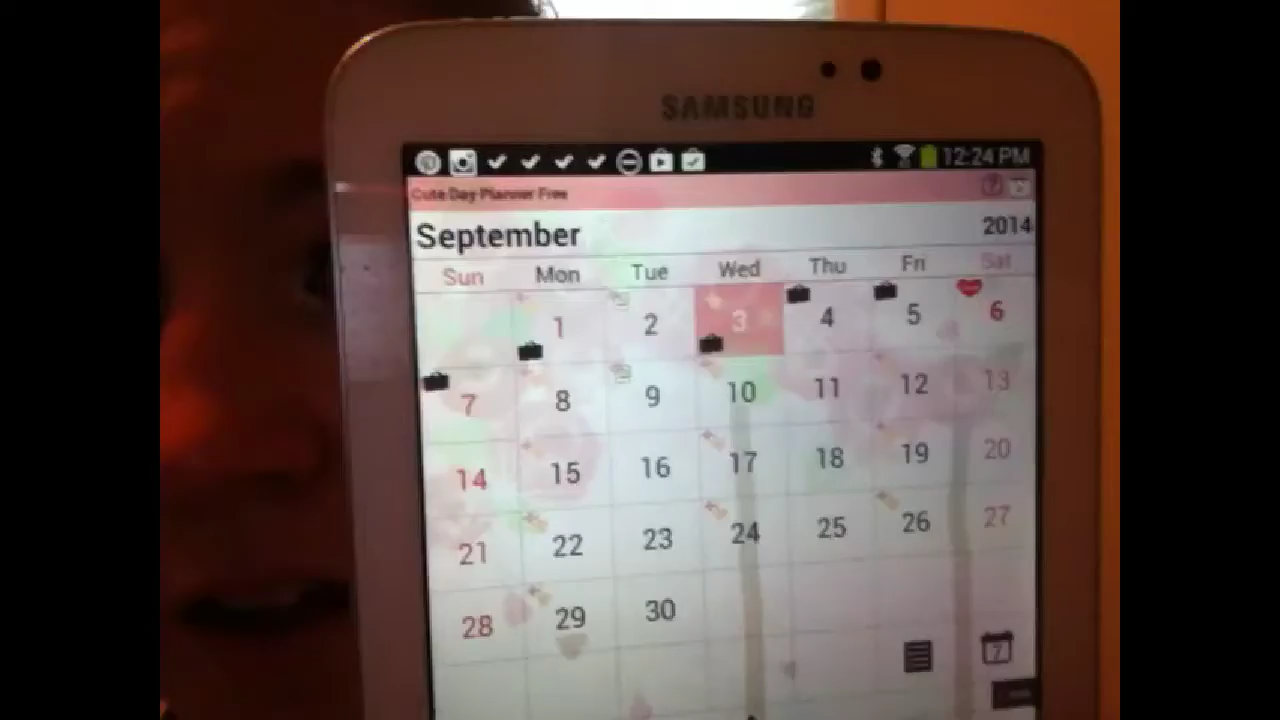 SAMSUNG
12:24 PM
Cute Day Planner Free
September 2014
Sun Mon Tue Wed Thu Fri Sat
1 2 3 4 5 6
7 8 9 10 11 12 13
14 15 16 17 18 19 20
21 22 23 24 25 26 27
28 29 30
7